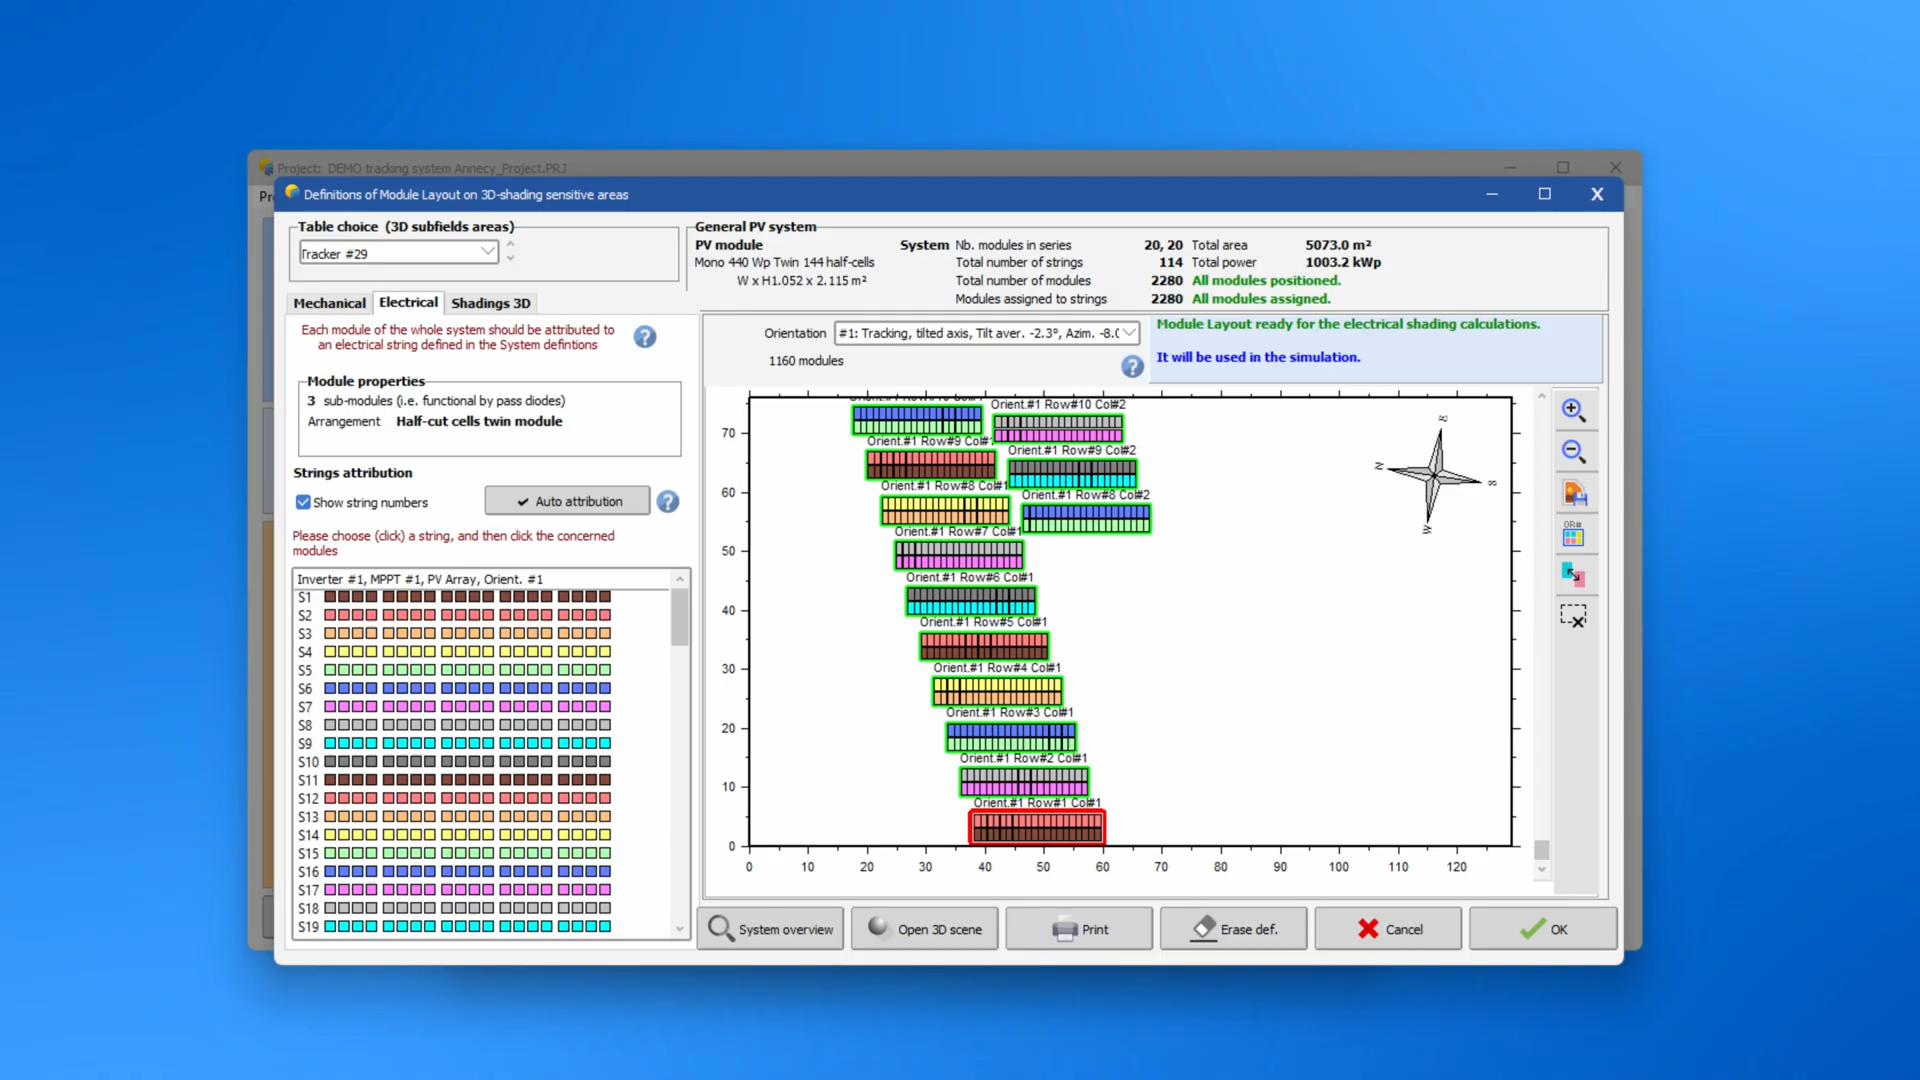 Project: DEMO tracking system Annecy_Project.PRJ
Definitions of Module Layout on 3D-shading sensitive areas
Table choice (3D subfields areas)
Tracker #29
General PV system
PV module
Mono 440 Wp Twin 144 half-cells
W x H1.052 x 2.115 m²
System Nb. modules in series 20, 20 Total area 5073.0 m²
Total number of strings 114 Total power 1003.2 kWp
Total number of modules 2280 All modules positioned.
Modules assigned to strings 2280 All modules assigned.
Mechanical Electrical Shadings 3D
Each module of the whole system should be attributed to
an electrical string defined in the System defintions
?
Module properties
3 sub-modules (i.e. functional by pass diodes)
Arrangement Half-cut cells twin module
Strings attribution
Show string numbers
Auto attribution
?
Please choose (click) a string, and then click the concerned
modules
Inverter #1, MPPT #1, PV Array, Orient. #1
S1
S2
S3
S4
S5
S6
S7
S8
S9
S10
S11
S12
S13
S14
S15
S16
S17
S18
S19
Orientation #1: Tracking, tilted axis, Tilt aver. -2.3°, Azim. -8.0
1160 modules
?
Module Layout ready for the electrical shading calculations.
It will be used in the simulation.
Orient.#1 Row#10 Col#2
Orient.#1 Row#9 Col#1
Orient.#1 Row#9 Col#2
Orient.#1 Row#8 Col#1
Orient.#1 Row#8 Col#2
Orient.#1 Row#7 Col#1
Orient.#1 Row#6 Col#1
Orient.#1 Row#5 Col#1
Orient.#1 Row#4 Col#1
Orient.#1 Row#3 Col#1
Orient.#1 Row#2 Col#1
Orient.#1 Row#1 Col#1
70
60
50
40
30
20
10
0
0 10 20 30 40 50 60 70 80 90 100 110 120
E
N
S
W
OR#
System overview
Open 3D scene
Print
Erase def.
Cancel
OK